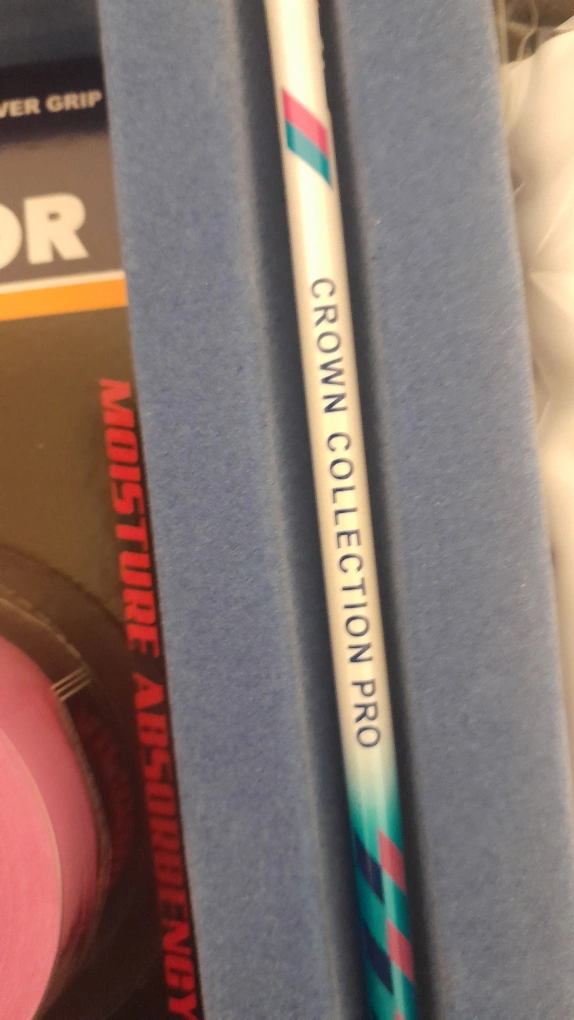 VER GRIP
OR
MOISTURE ABSORBENCY
CROWN COLLECTION PRO